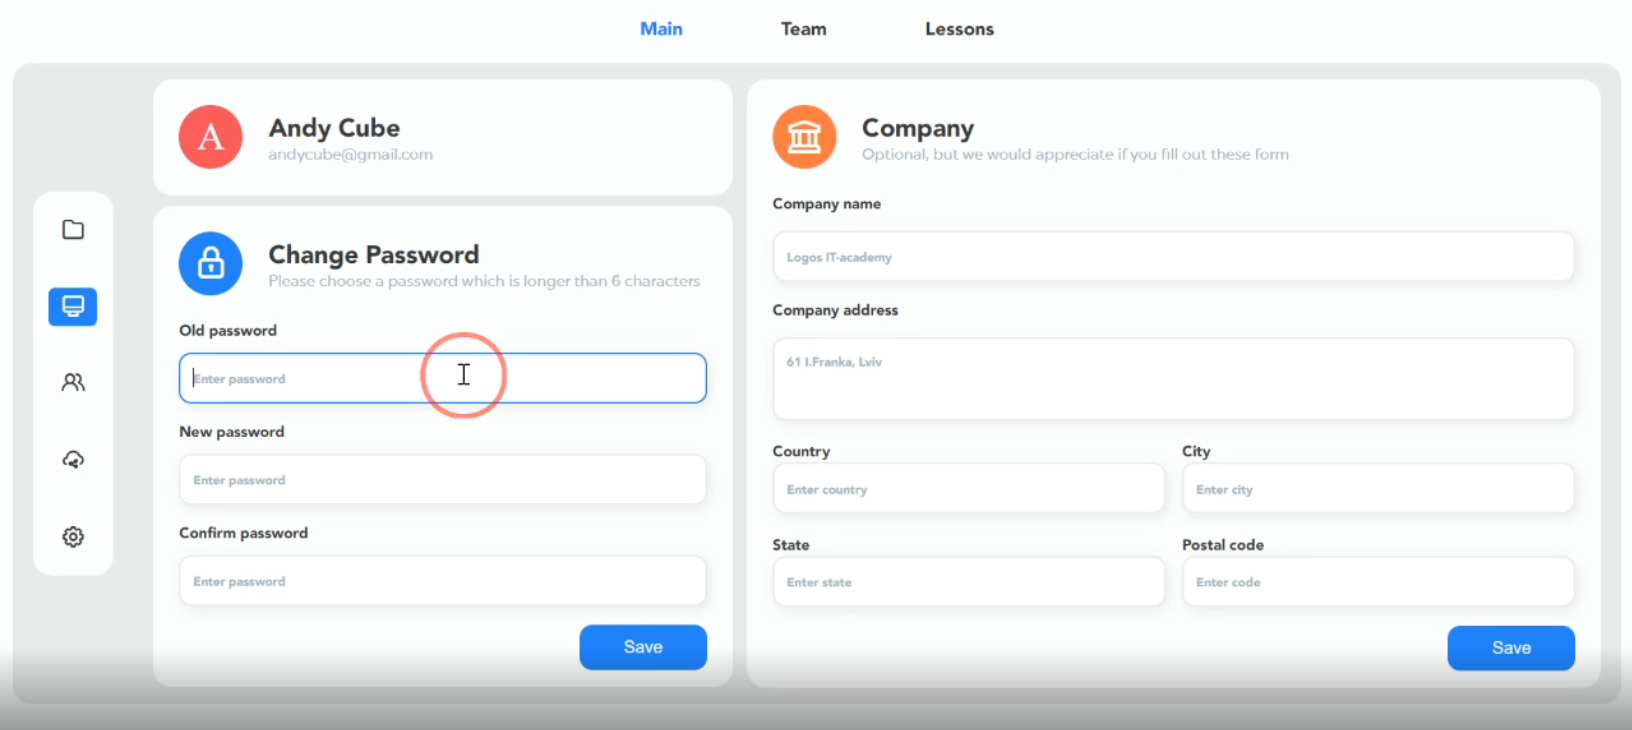 Main
Team
Lessons
A
Andy Cube
andycube@gmail.com
Change Password
Please choose a password which is longer than 6 characters
Old password
Enter password
New password
Enter password
Confirm password
Enter password
Save
Company
Optional, but we would appreciate if you fill out these form
Company name
Logos IT-academy
Company address
61 I.Franka, Lviv
Country
Enter country
City
Enter city
State
Enter state
Postal code
Enter code
Save